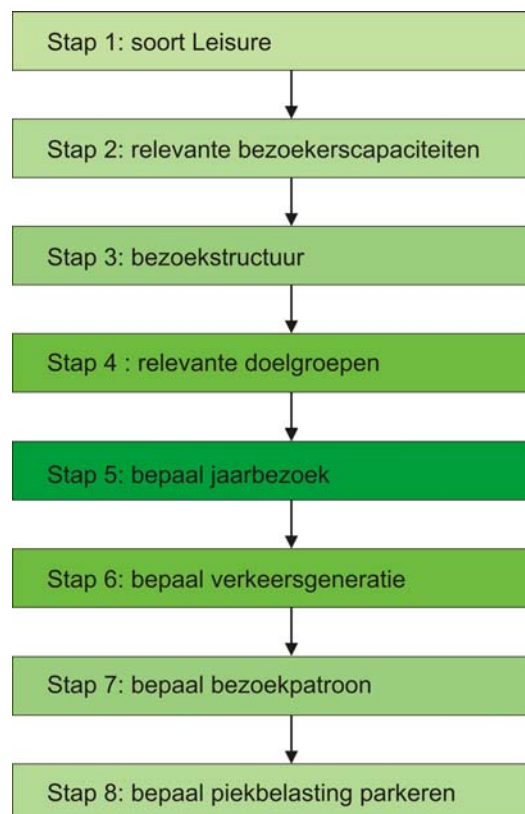 Stap 1: soort Leisure
Stap 2: relevante bezoekerscapaciteiten
Stap 3: bezoekstructuur
Stap 4 : relevante doelgroepen
Stap 5: bepaal jaarbezoek
Stap 6: bepaal verkeersgeneratie
Stap 7: bepaal bezoekpatroon
Stap 8: bepaal piekbelasting parkeren